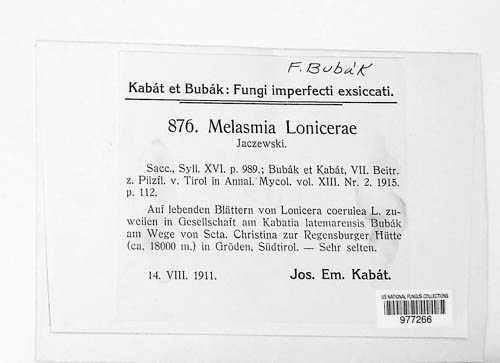 F. Bubák
Kabát et Bubák: Fungi imperfecti exsiccati.
876. Melasmia Lonicerae
Jaczewski.
Sacc., Syll. XVI. p. 989.; Bubák et Kabát, VII. Beitr.
z. Pilzfl. v. Tirol in Annal. Mycol. vol. XIII. Nr. 2. 1915.
p. 112.
Auf lebenden Blättern von Lonicera coerulea L. zu-
weilen in Gesellschaft am Kabatia latemarensis Bubák
am Wege von Scta. Christina zur Regensburger Hütte
(ca. 18000 m.) in Gröden, Südtirol. — Sehr selten.
14. VIII. 1911. Jos. Em. Kabát.
US NATIONAL FUNGUS COLLECTIONS
977266